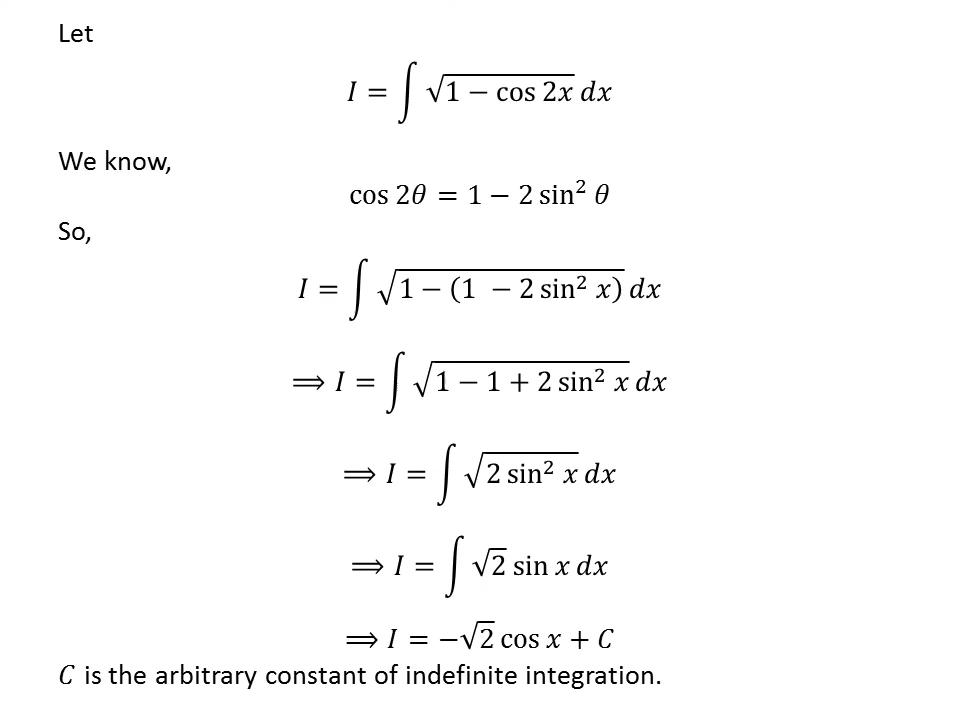 Let
I = ∫ √(1 − cos 2x) dx
We know,
cos 2θ = 1 − 2 sin² θ
So,
I = ∫ √(1 − (1 − 2 sin² x)) dx
⟹ I = ∫ √(1 − 1 + 2 sin² x) dx
⟹ I = ∫ √(2 sin² x) dx
⟹ I = ∫ √2 sin x dx
⟹ I = −√2 cos x + C
C is the arbitrary constant of indefinite integration.